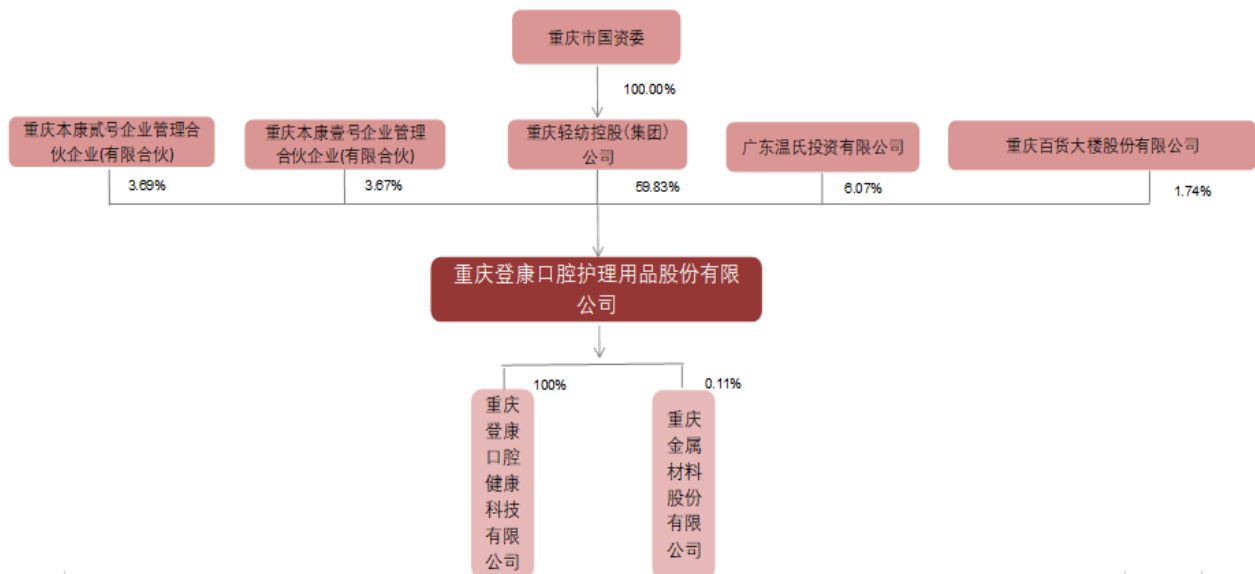 重庆市国资委
100.00%
重庆本康贰号企业管理合
伙企业(有限合伙)
重庆本康壹号企业管理
合伙企业(有限合伙)
重庆轻纺控股(集团)
公司
广东温氏投资有限公司
重庆百货大楼股份有限公司
3.69%
3.67%
59.83%
6.07%
1.74%
重庆登康口腔护理用品股份有限
公司
100%
0.11%
重庆
登康
口腔
健康
科技
有限
公司
重庆
金属
材料
股份
有限
公司